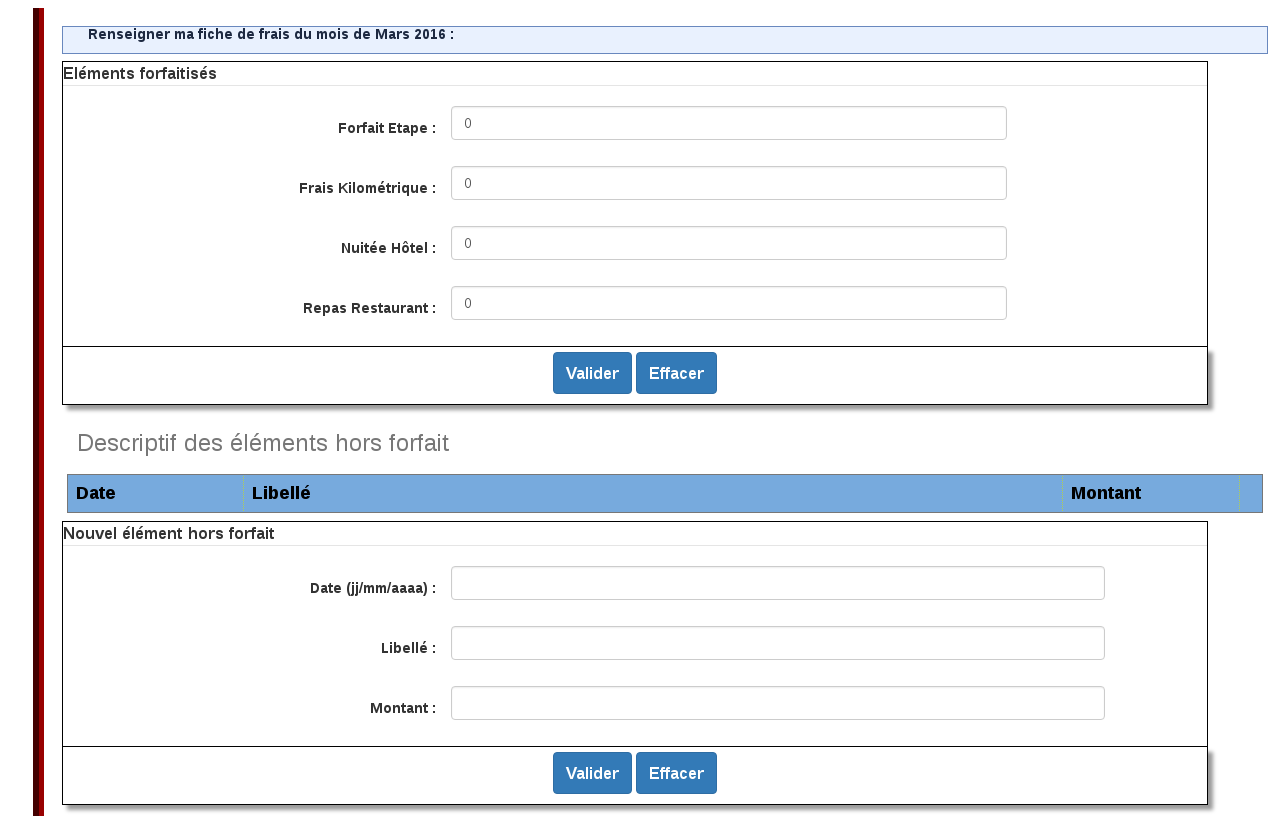 Renseigner ma fiche de frais du mois de Mars 2016 :
Eléments forfaitisés
Forfait Etape : 0
Frais Kilométrique : 0
Nuitée Hôtel : 0
Repas Restaurant : 0
Valider Effacer
Descriptif des éléments hors forfait
Date Libellé Montant
Nouvel élément hors forfait
Date (jj/mm/aaaa) :
Libellé :
Montant :
Valider Effacer